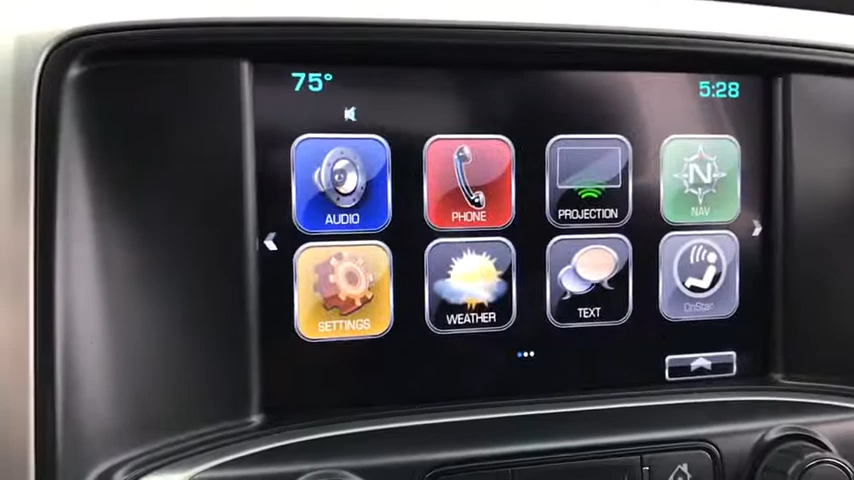 75° 5:28
AUDIO PHONE PROJECTION N NAV
SETTINGS WEATHER TEXT OnStar